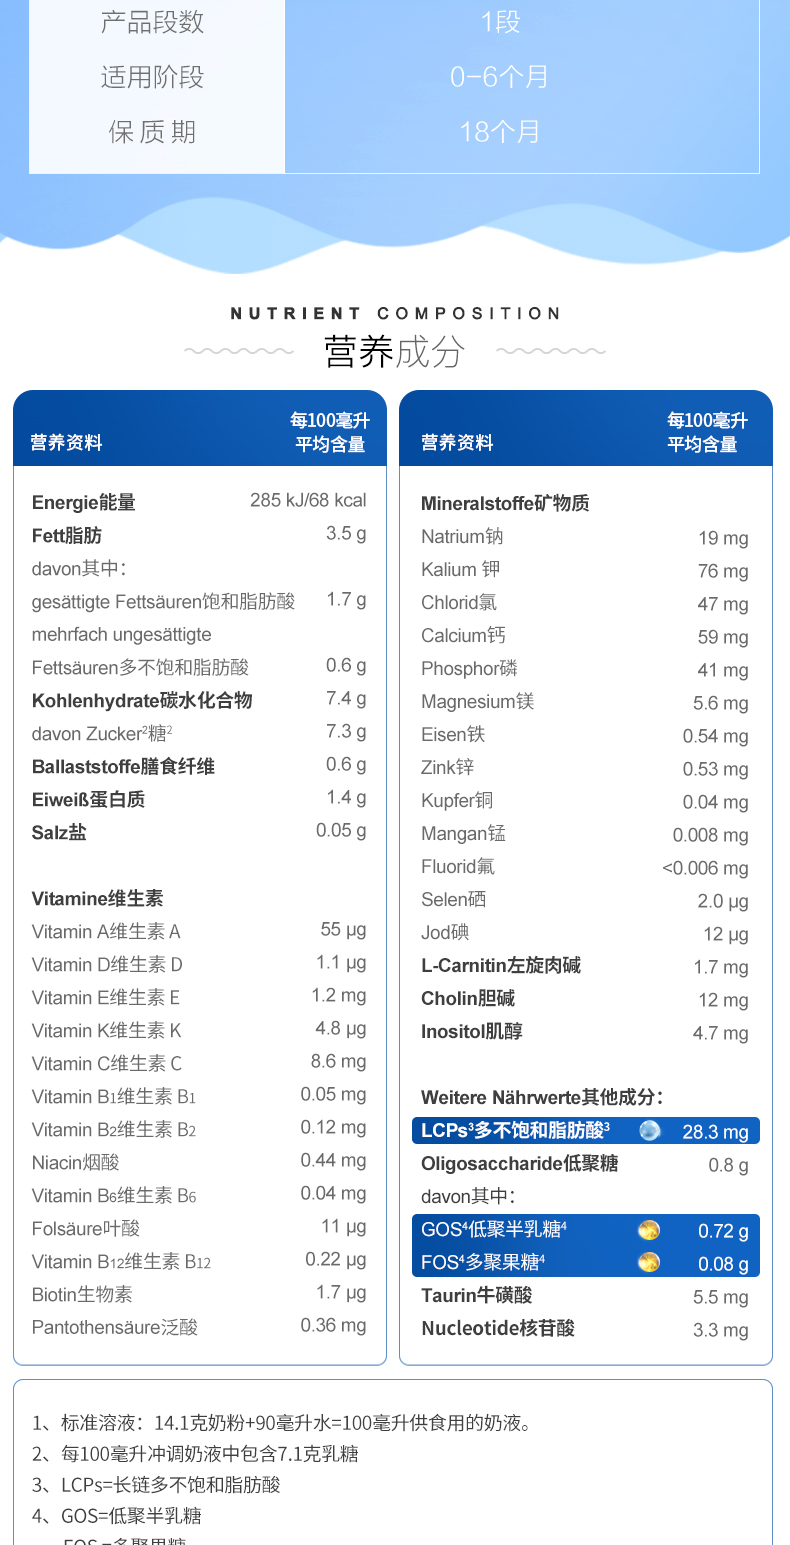 产品段数 1段
适用阶段 0-6个月
保质期 18个月
NUTRIENT COMPOSITION
营养成分
营养资料 每100毫升平均含量
Energie能量 285 kJ/68 kcal
Fett脂肪 3.5 g
davon其中：
gesättigte Fettsäuren饱和脂肪酸 1.7 g
mehrfach ungesättigte
Fettsäuren多不饱和脂肪酸 0.6 g
Kohlenhydrate碳水化合物 7.4 g
davon Zucker²糖² 7.3 g
Ballaststoffe膳食纤维 0.6 g
Eiweiß蛋白质 1.4 g
Salz盐 0.05 g
Vitamine维生素
Vitamin A维生素 A 55 µg
Vitamin D维生素 D 1.1 µg
Vitamin E维生素 E 1.2 mg
Vitamin K维生素 K 4.8 µg
Vitamin C维生素 C 8.6 mg
Vitamin B1维生素 B1 0.05 mg
Vitamin B2维生素 B2 0.12 mg
Niacin烟酸 0.44 mg
Vitamin B6维生素 B6 0.04 mg
Folsäure叶酸 11 µg
Vitamin B12维生素 B12 0.22 µg
Biotin生物素 1.7 µg
Pantothensäure泛酸 0.36 mg
营养资料 每100毫升平均含量
Mineralstoffe矿物质
Natrium钠 19 mg
Kalium 钾 76 mg
Chlorid氯 47 mg
Calcium钙 59 mg
Phosphor磷 41 mg
Magnesium镁 5.6 mg
Eisen铁 0.54 mg
Zink锌 0.53 mg
Kupfer铜 0.04 mg
Mangan锰 0.008 mg
Fluorid氟 <0.006 mg
Selen硒 2.0 µg
Jod碘 12 µg
L-Carnitin左旋肉碱 1.7 mg
Cholin胆碱 12 mg
Inositol肌醇 4.7 mg
Weitere Nährwerte其他成分：
LCPs³多不饱和脂肪酸³ 28.3 mg
Oligosaccharide低聚糖 0.8 g
davon其中：
GOS⁴低聚半乳糖⁴ 0.72 g
FOS⁴多聚果糖⁴ 0.08 g
Taurin牛磺酸 5.5 mg
Nucleotide核苷酸 3.3 mg
1、标准溶液：14.1克奶粉+90毫升水=100毫升供食用的奶液。
2、每100毫升冲调奶液中包含7.1克乳糖
3、LCPs=长链多不饱和脂肪酸
4、GOS=低聚半乳糖
FOS=多聚果糖